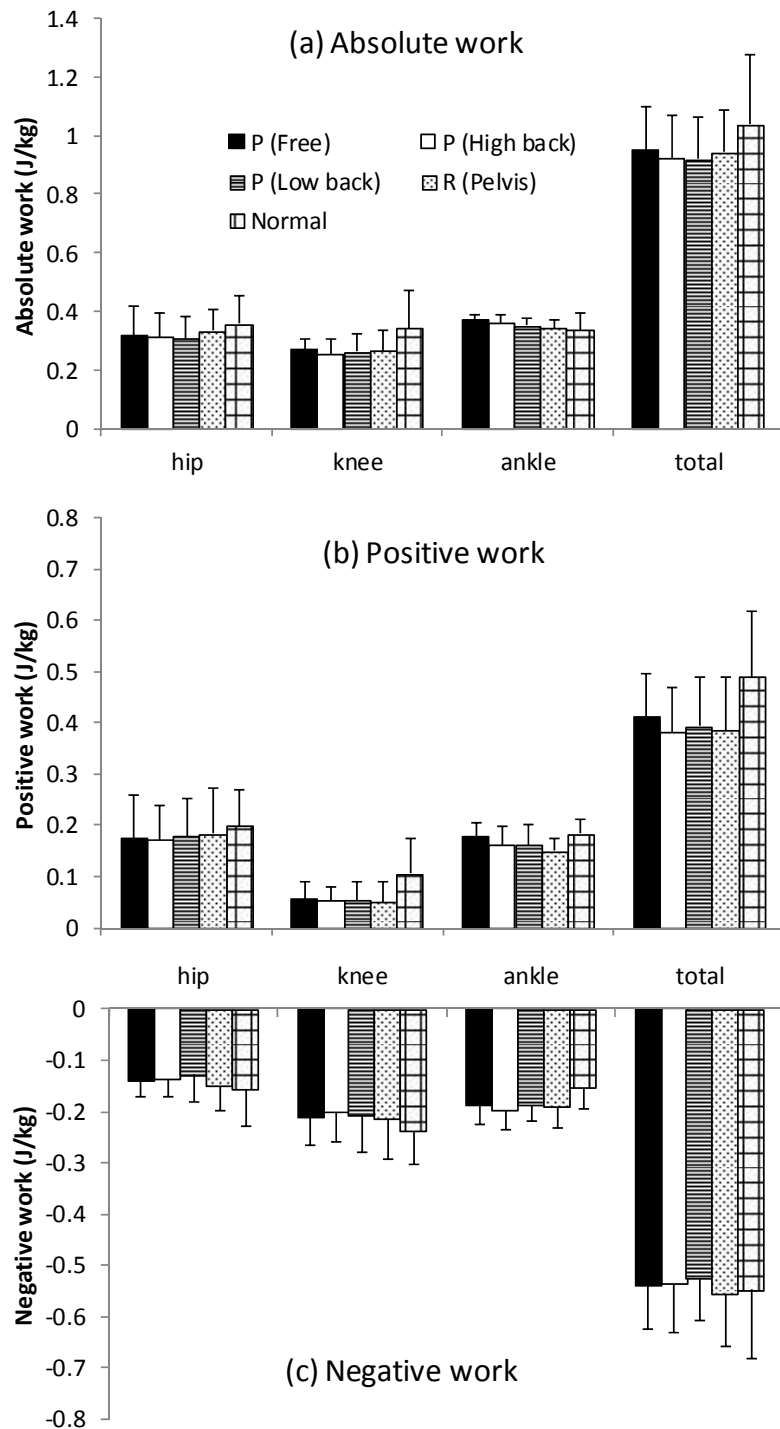 (a) Absolute work
Absolute work (J/kg)
1.4
1.2
1
0.8
0.6
0.4
0.2
0
P (Free)
P (High back)
P (Low back)
R (Pelvis)
Normal
hip
knee
ankle
total
(b) Positive work
Positive work (J/kg)
0.8
0.7
0.6
0.5
0.4
0.3
0.2
0.1
0
hip
knee
ankle
total
Negative work (J/kg)
0
-0.1
-0.2
-0.3
-0.4
-0.5
-0.6
-0.7
-0.8
(c) Negative work